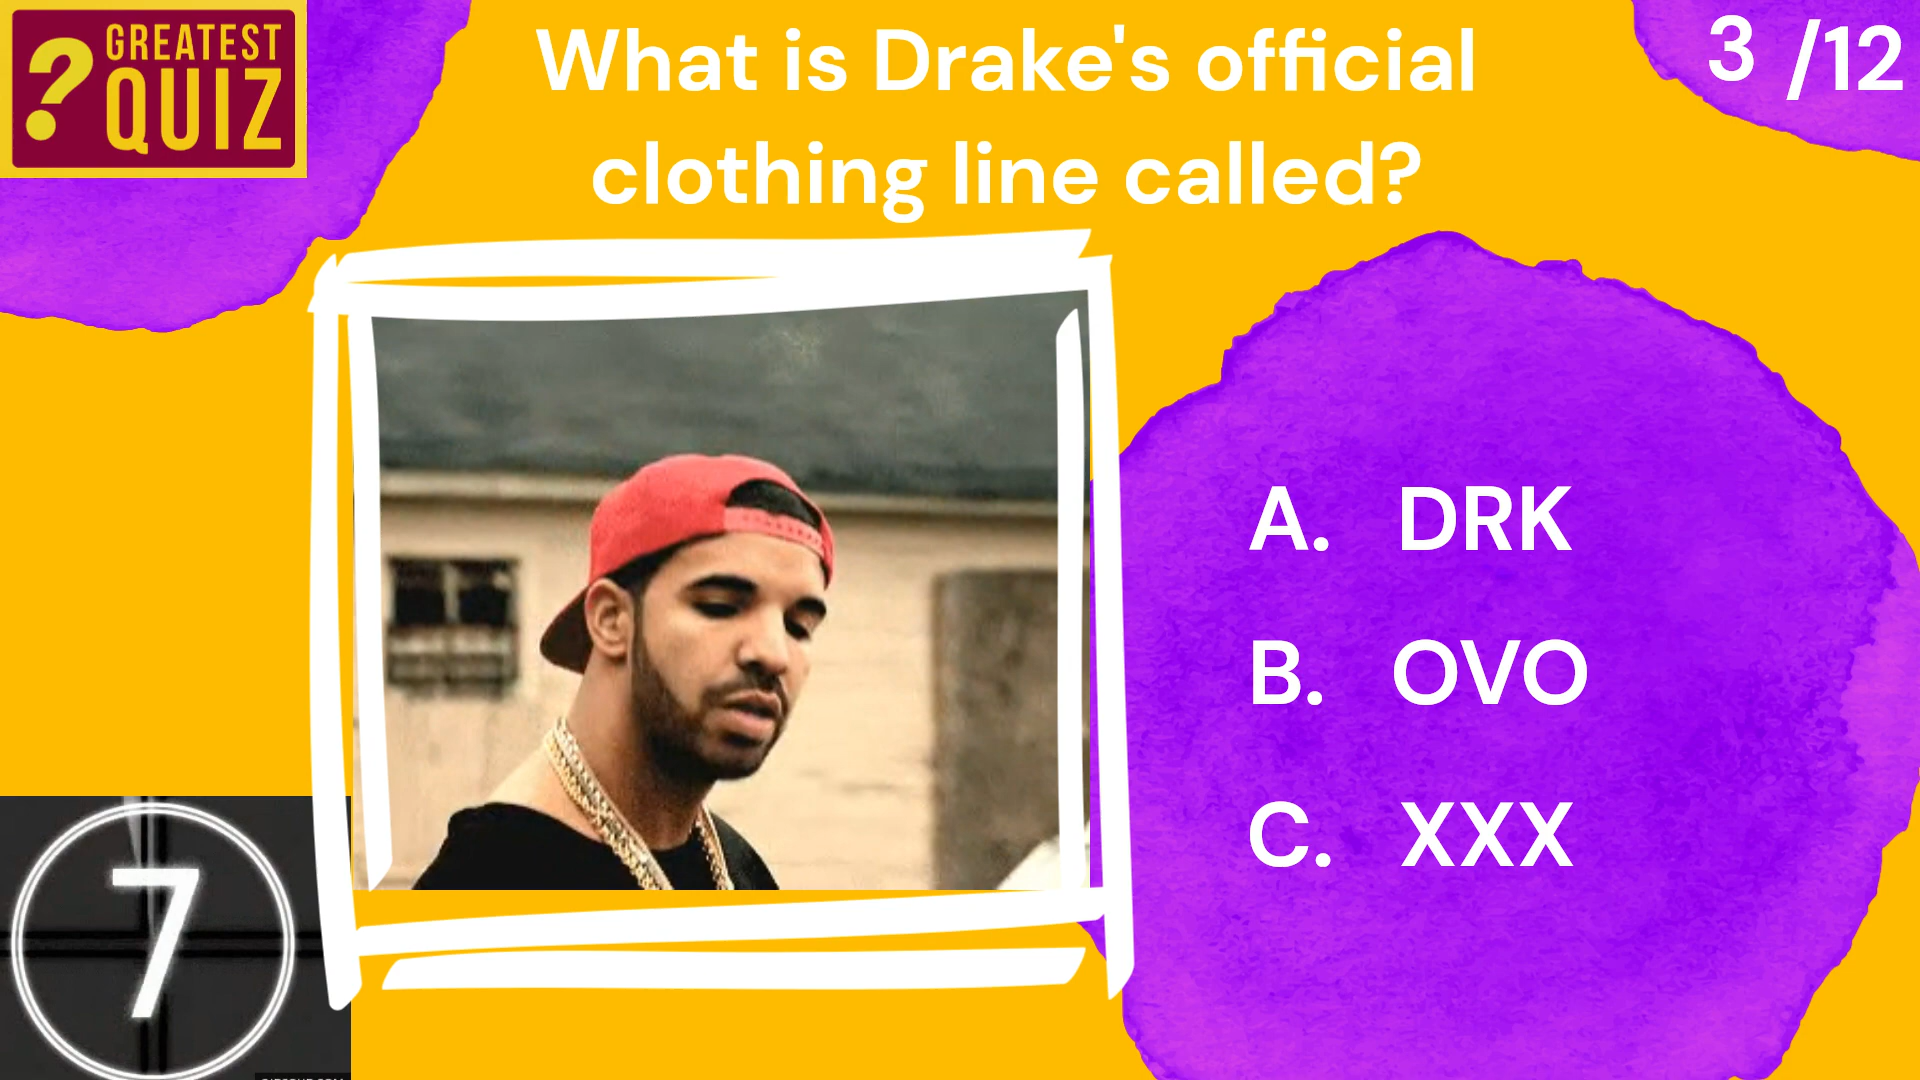 GREATEST
QUIZ
What is Drake's official
clothing line called?
3 /12
A. DRK
B. OVO
C. XXX
7